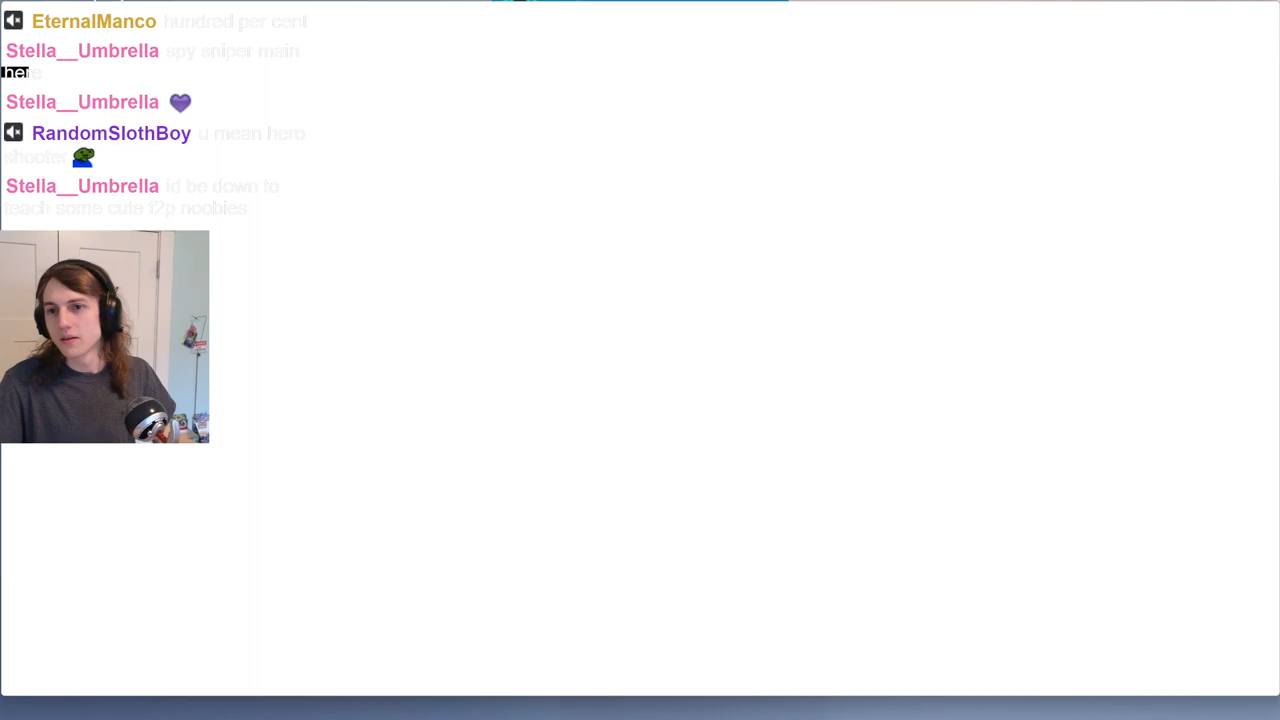 EternalManco hundred per cent
Stella__Umbrella spy sniper main
here
Stella__Umbrella
RandomSlothBoy u mean hero
shooter
Stella__Umbrella id be down to
teach some cute f2p noobies